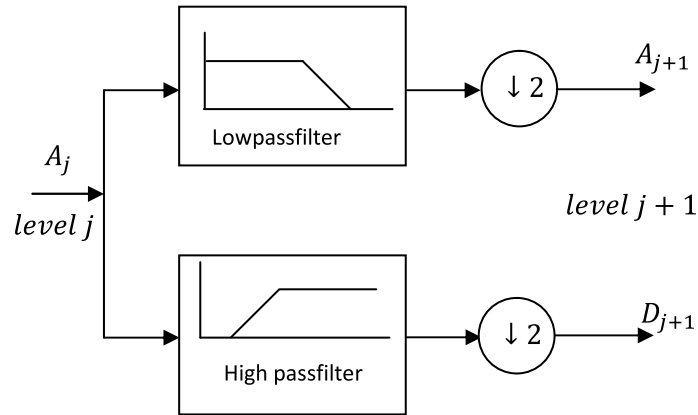 A_{j+1}
↓ 2
Lowpassfilter
A_j
level j
level j + 1
D_{j+1}
↓ 2
High passfilter